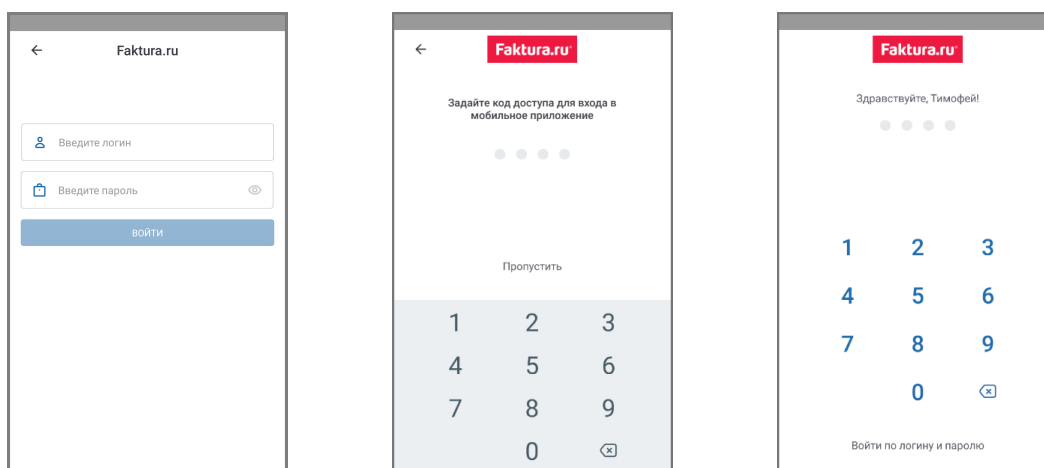 Faktura.ru
Введите логин
Введите пароль
ВОЙТИ
Faktura.ru
Задайте код доступа для входа в
мобильное приложение
Пропустить
1 2 3
4 5 6
7 8 9
0
Faktura.ru
Здравствуйте, Тимофей!
1 2 3
4 5 6
7 8 9
0
Войти по логину и паролю